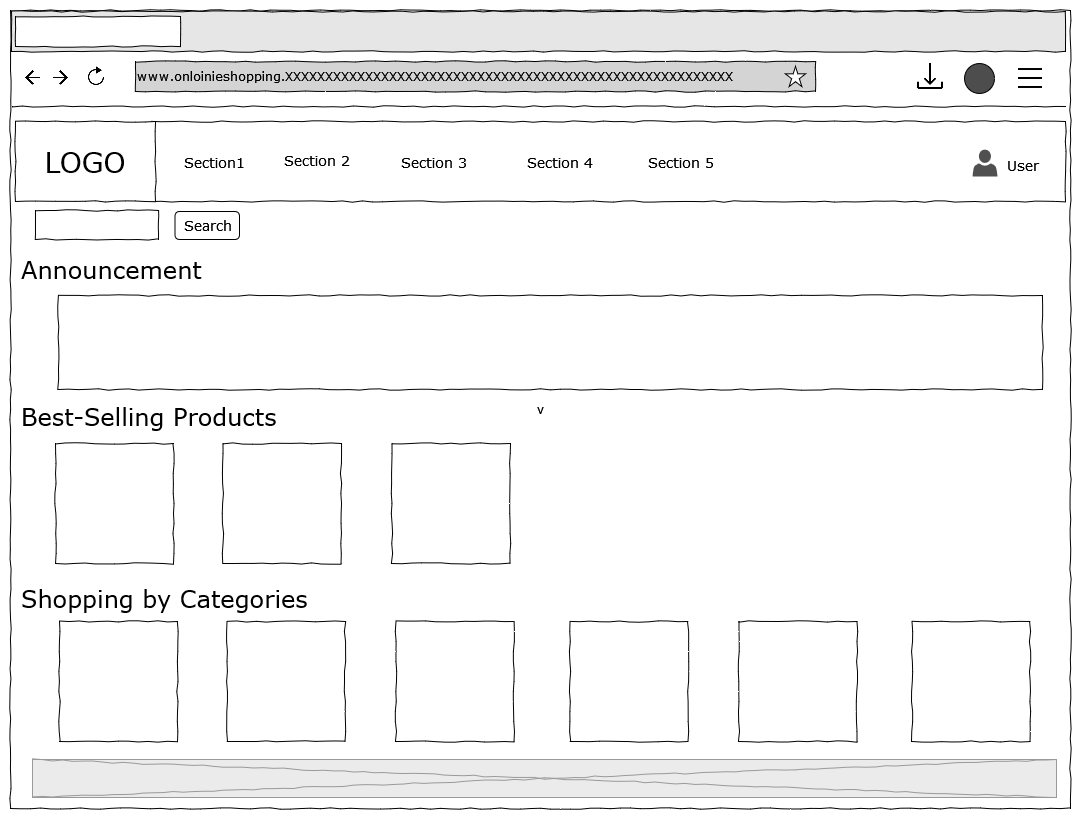 www.onloinieshopping.XXXXXXXXXXXXXXXXXXXXXXXXXXXXXXXXXXXXXXXXXXXXXXXXXXXXXXXX
LOGO
Section1
Section 2
Section 3
Section 4
Section 5
User
Search
Announcement
Best-Selling Products
v
Shopping by Categories